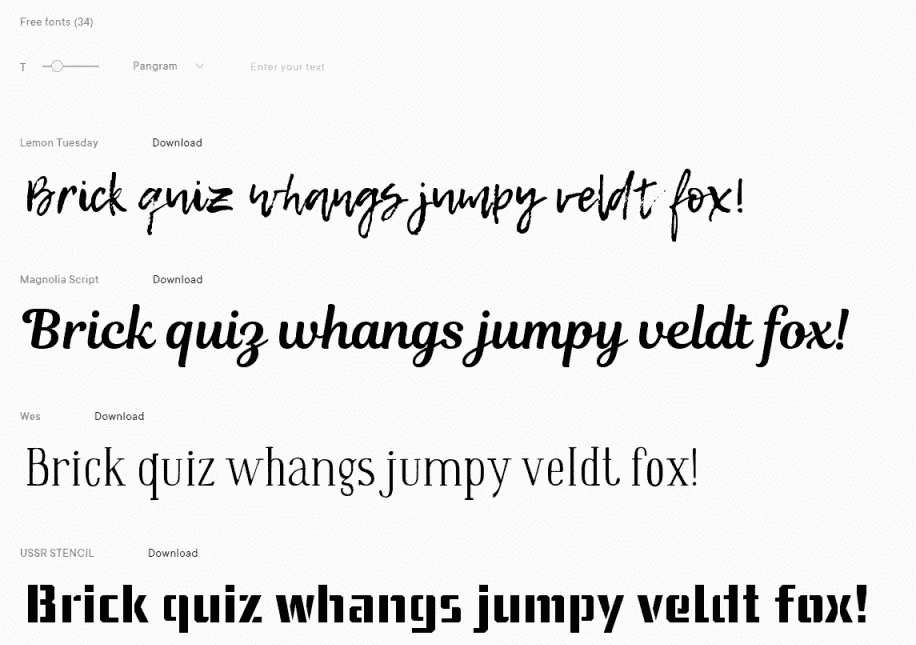 Free fonts (34)
T Pangram Enter your text
Lemon Tuesday Download
Brick quiz whangs jumpy veldt fox!
Magnolia Script Download
Brick quiz whangs jumpy veldt fox!
Wes Download
Brick quiz whangs jumpy veldt fox!
USSR STENCIL Download
Brick quiz whangs jumpy veldt fox!